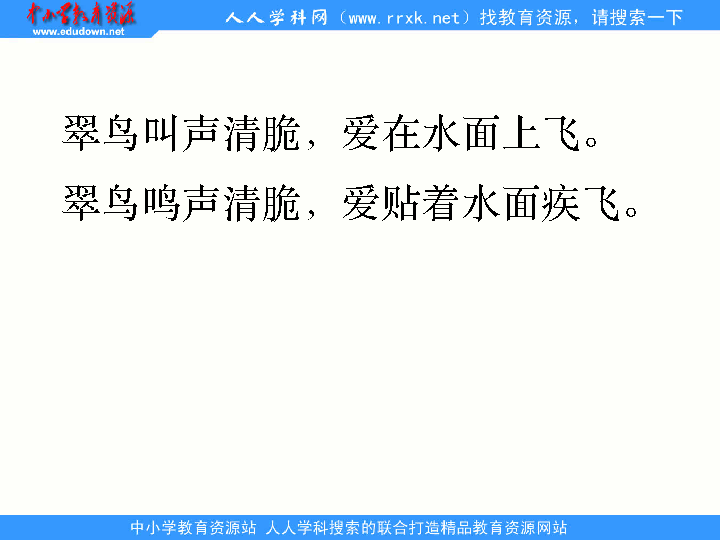 中小学教育资源
www.edudown.net
人人学科网（www.rrxk.net）找教育资源，请搜索一下
翠鸟叫声清脆，爱在水面上飞。
翠鸟鸣声清脆，爱贴着水面疾飞。
中小学教育资源站 人人学科搜索的联合打造精品教育资源网站